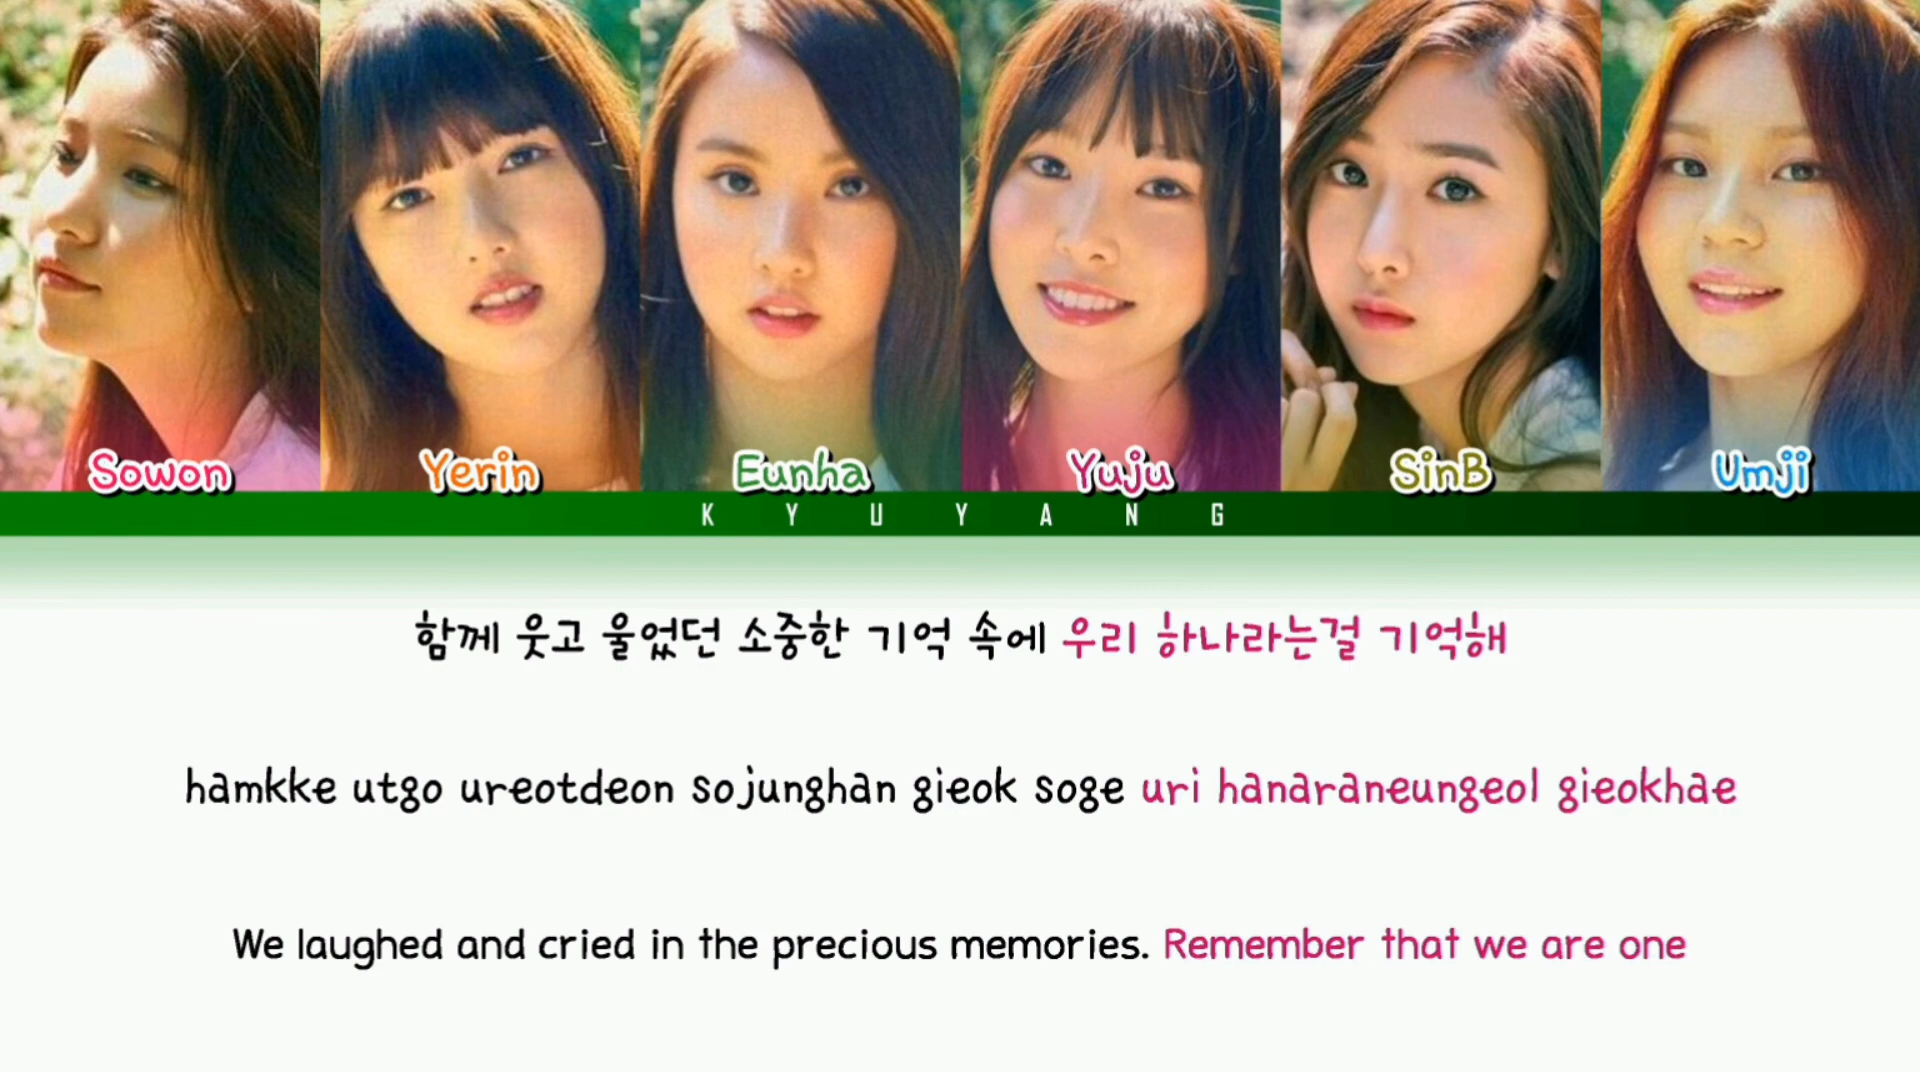 Sowon Yerin Eunha Yuju SinB Umji
KYUYANG
함께 웃고 울었던 소중한 기억 속에 우리 하나라는걸 기억해
hamkke utgo ureotdeon sojunghan gieok soge uri hanaraneungeol gieokhae
We laughed and cried in the precious memories. Remember that we are one